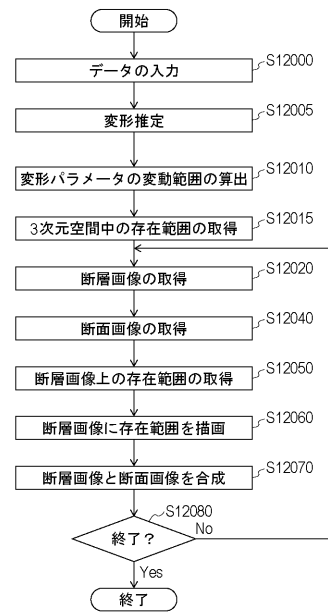 開始
データの入力
S12000
変形推定
S12005
変形パラメータの変動範囲の算出
S12010
3次元空間中の存在範囲の取得
S12015
断層画像の取得
S12020
断面画像の取得
S12040
断層画像上の存在範囲の取得
S12050
断層画像に存在範囲を描画
S12060
断層画像と断面画像を合成
S12070
S12080
終了?
No
Yes
終了